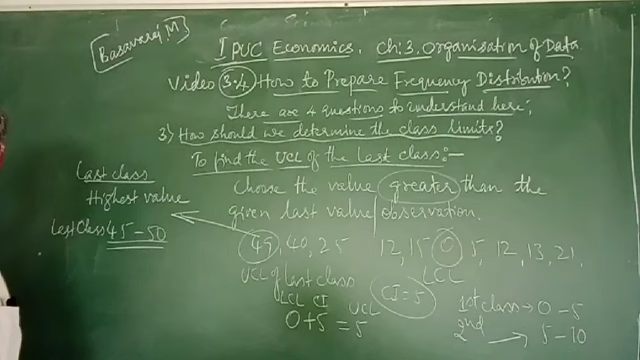 Basavaraj M
I PUC Economics. Ch:3. Organisation of Data
Video 3.4 How to Prepare Frequency Distribution?
There are 4 questions to understand here:
3) How should we determine the class limits?
To find the UCL of the Last class:-
Last class
Highest value
Last Class 45-50
Choose the value greater than the
given last value/observation.
49, 40, 25 12, 15 0 5, 12, 13, 21,
UCL of last class
LCL
CI=5
LCL CI UCL
0+5 =5
1st class → 0-5
2nd → 5-10